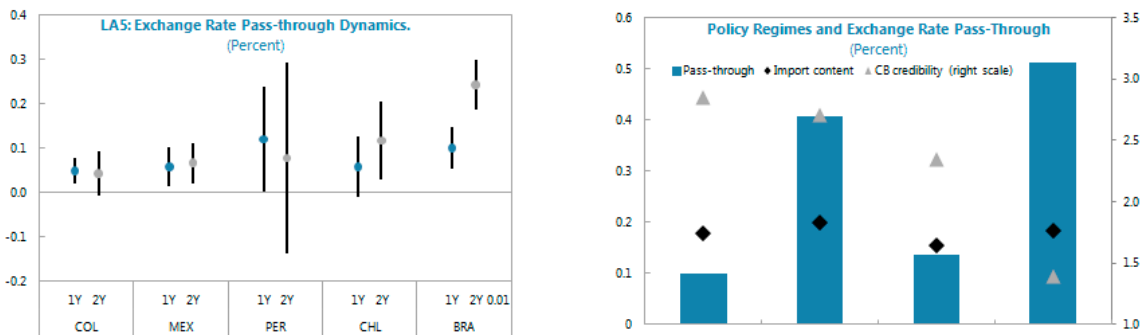 LA5: Exchange Rate Pass-through Dynamics.
(Percent)
0.4
0.3
0.2
0.1
0.0
-0.1
-0.2
1Y 2Y 1Y 2Y 1Y 2Y 1Y 2Y 1Y 2Y 0.01
COL MEX PER CHL BRA
Policy Regimes and Exchange Rate Pass-Through
(Percent)
Pass-through Import content CB credibility (right scale)
0.6
0.5
0.4
0.3
0.2
0.1
0
3.5
3.0
2.5
2.0
1.5
1.0